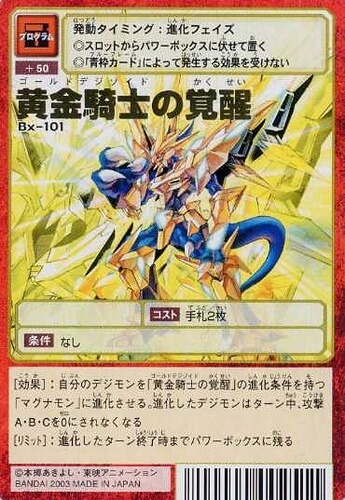 プログラム
+50
発動タイミング:進化フェイズ
◎スロットからパワーボックスに伏せて置く
◎「青枠カード」によって発生する効果を受けない
ゴールドデジゾイド かくせい
黄金騎士の覚醒
Bx-101
コスト 手札2枚
条件 なし
[効果]:自分のデジモンを「黄金騎士の覚醒」の進化条件を持つ
「マグナモン」に進化させる。進化したデジモンはターン中、攻撃
A・B・Cを0にされなくなる
[リミット]:進化したターン終了時までパワーボックスに残る
©本郷あきよし・東映アニメーション
BANDAI 2003 MADE IN JAPAN